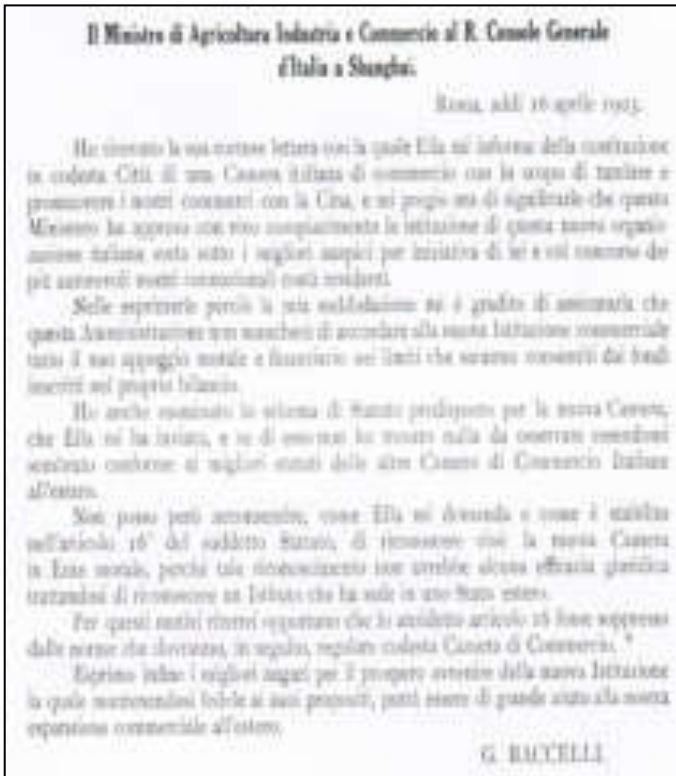 Il Ministro di Agricoltura Industria e Commercio al R. Console Generale
d'Italia a Shanghai.
Roma, addì 16 aprile 1903.
Ho ricevuto la sua cortese lettera con la quale Ella mi informa della costituzione
in codesta Città di una Camera italiana di commercio con lo scopo di tutelare e
promuovere i nostri commerci con la Cina, e mi pregio ora di significarle che questo
Ministero ha appreso con vivo compiacimento la istituzione di questa nuova organiz-
zazione italiana sorta sotto i migliori auspici per iniziativa di lei e col concorso dei
più autorevoli nostri connazionali costà residenti.
Nello esprimerle perciò la mia soddisfazione mi è gradito di assicurarla che
questa Amministrazione non mancherà di accordare alla nuova Istituzione commerciale
tutto il suo appoggio morale e finanziario nei limiti che saranno consentiti dai fondi
inscritti nel proprio bilancio.
Ho anche esaminato lo schema di Statuto predisposto per la nuova Camera,
che Ella mi ha inviato, e su di esso non ho trovato nulla da osservare essendomi
sembrato conforme ai migliori statuti delle altre Camere di Commercio Italiane
all'estero.
Non posso però acconsentire, come Ella mi domanda e come è stabilito
nell'articolo 16° del suddetto Statuto, di riconoscere cioè la nuova Camera
in Ente morale, perchè tale riconoscimento non avrebbe alcuna efficacia giuridica
trattandosi di riconoscere un Istituto che ha sede in uno Stato estero.
Per questi motivi riterrei opportuno che lo anzidetto articolo 16 fosse soppresso
dalle norme che dovranno, in seguito, regolare codesta Camera di Commercio.
Esprimo infine i migliori auguri per il prospero avvenire della nuova Istituzione
la quale mantenendosi fedele ai suoi propositi, potrà essere di grande aiuto alla nostra
espansione commerciale all'estero.
G. BACCELLI